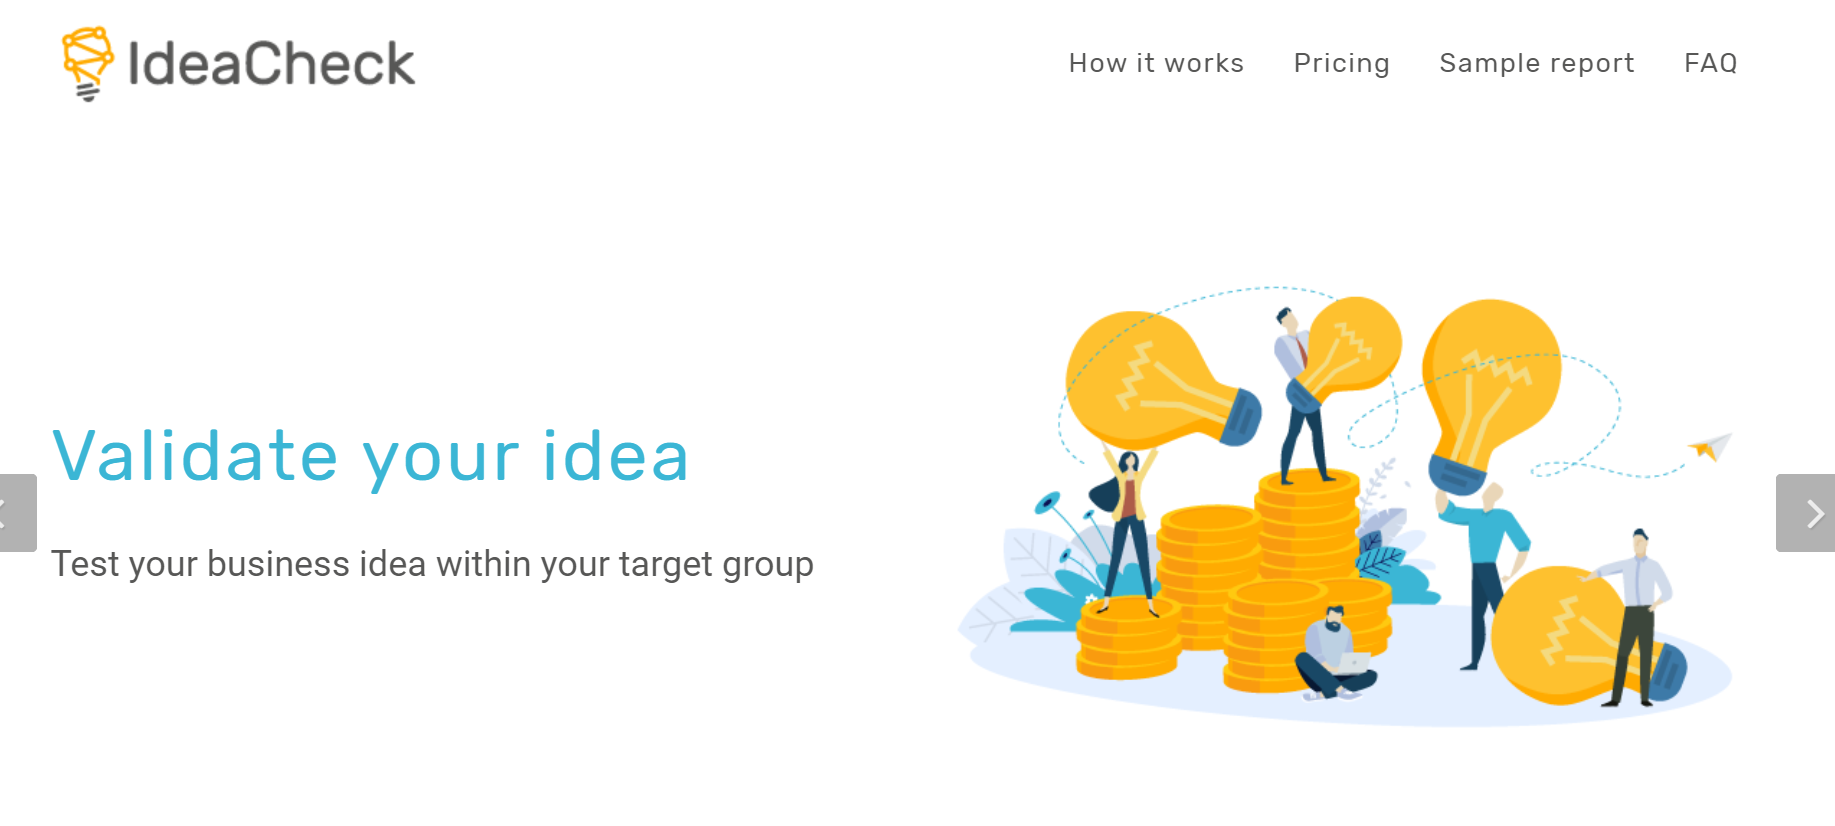 IdeaCheck
How it works
Pricing
Sample report
FAQ
Validate your idea
Test your business idea within your target group